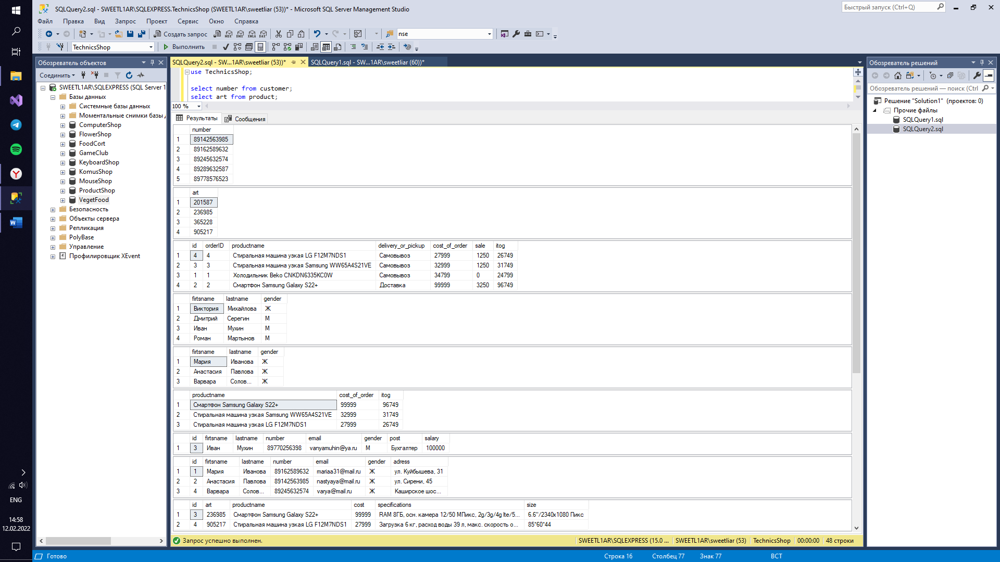 SQLQuery2.sql - SWEETL1AR\SQLEXPRESS.TechnicsShop (SWEETL1AR\sweetliar (53))* - Microsoft SQL Server Management Studio
Быстрый запуск (Ctrl+Q)
Файл Правка Вид Запрос Проект Сервис Окно Справка
Создать запрос MDX DMX XMLA DAX nse
TechnicsShop Выполнить
Обозреватель объектов
Соединить
SWEETL1AR\SQLEXPRESS (SQL Server 1
Базы данных
Системные базы данных
Моментальные снимки базы
ComputerShop
FlowerShop
FoodCort
GameClub
KeyboardShop
KomusShop
MouseShop
ProductShop
VegetFood
Безопасность
Объекты сервера
Репликация
PolyBase
Управление
Профилировщик XEvent
SQLQuery2.sql - SW...1AR\sweetliar (53))* SQLQuery1.sql - SW...1AR\sweetliar (60))*
use TechnicsShop;
select number from customer;
select art from product;
100 %
Результаты Сообщения
number
1 89142563985
2 89162589632
3 89245632574
4 89289632587
5 89778576523
art
1 201587
2 236985
3 365228
4 905217
id orderID productname delivery_or_pickup cost_of_order sale itog
1 4 4 Стиральная машина узкая LG F12M7NDS1 Самовывоз 27999 1250 26749
2 3 3 Стиральная машина узкая Samsung WW65A4S21VE Самовывоз 32999 1250 31749
3 1 1 Холодильник Beko CNKDN6335KC0W Самовывоз 34799 0 24799
4 2 2 Смартфон Samsung Galaxy S22+ Доставка 99999 3250 96749
firtsname lastname gender
1 Виктория Михайлова Ж
2 Дмитрий Серегин М
3 Иван Мухин М
4 Роман Мартынов М
firtsname lastname gender
1 Мария Иванова Ж
2 Анастасия Павлова Ж
3 Варвара Солов... Ж
productname cost_of_order itog
1 Смартфон Samsung Galaxy S22+ 99999 96749
2 Стиральная машина узкая Samsung WW65A4S21VE 32999 31749
3 Стиральная машина узкая LG F12M7NDS1 27999 26749
id firtsname lastname number email gender post salary
1 3 Иван Мухин 89770256398 vanyamuhin@ya.ru М Бухгалтер 100000
id firtsname lastname number email gender adress
1 1 Мария Иванова 89162589632 mariaa31@mail.ru Ж ул. Куйбышева, 31
2 2 Анастасия Павлова 89142563985 nastyaya@mail.ru Ж ул. Сирени, 45
3 4 Варвара Солов... 89245632574 varya@mail.ru Ж Каширское шос...
id art productname cost specifications size
1 3 236985 Смартфон Samsung Galaxy S22+ 99999 RAM 8ГБ, осн. камера 12/50 МПикс, 2g/3g/4g lte/5... 6.6"/2340x1080 Пикс
2 4 905217 Стиральная машина узкая LG F12M7NDS1 27999 Загрузка 6 кг, расход воды 39 л, макс. скорость о... 85*60*44
Запрос успешно выполнен. SWEETL1AR\SQLEXPRESS (15.0 ... SWEETL1AR\sweetliar (53) TechnicsShop 00:00:00 48 строки
Обозреватель решений
Обозреватель решений — поиск (Ctrl
Решение "Solution1" (проектов: 0)
Прочие файлы
SQLQuery1.sql
SQLQuery2.sql
Готово Строка 16 Столбец 77 Знак 77 ВСТ
ENG
14:58
12.02.2022